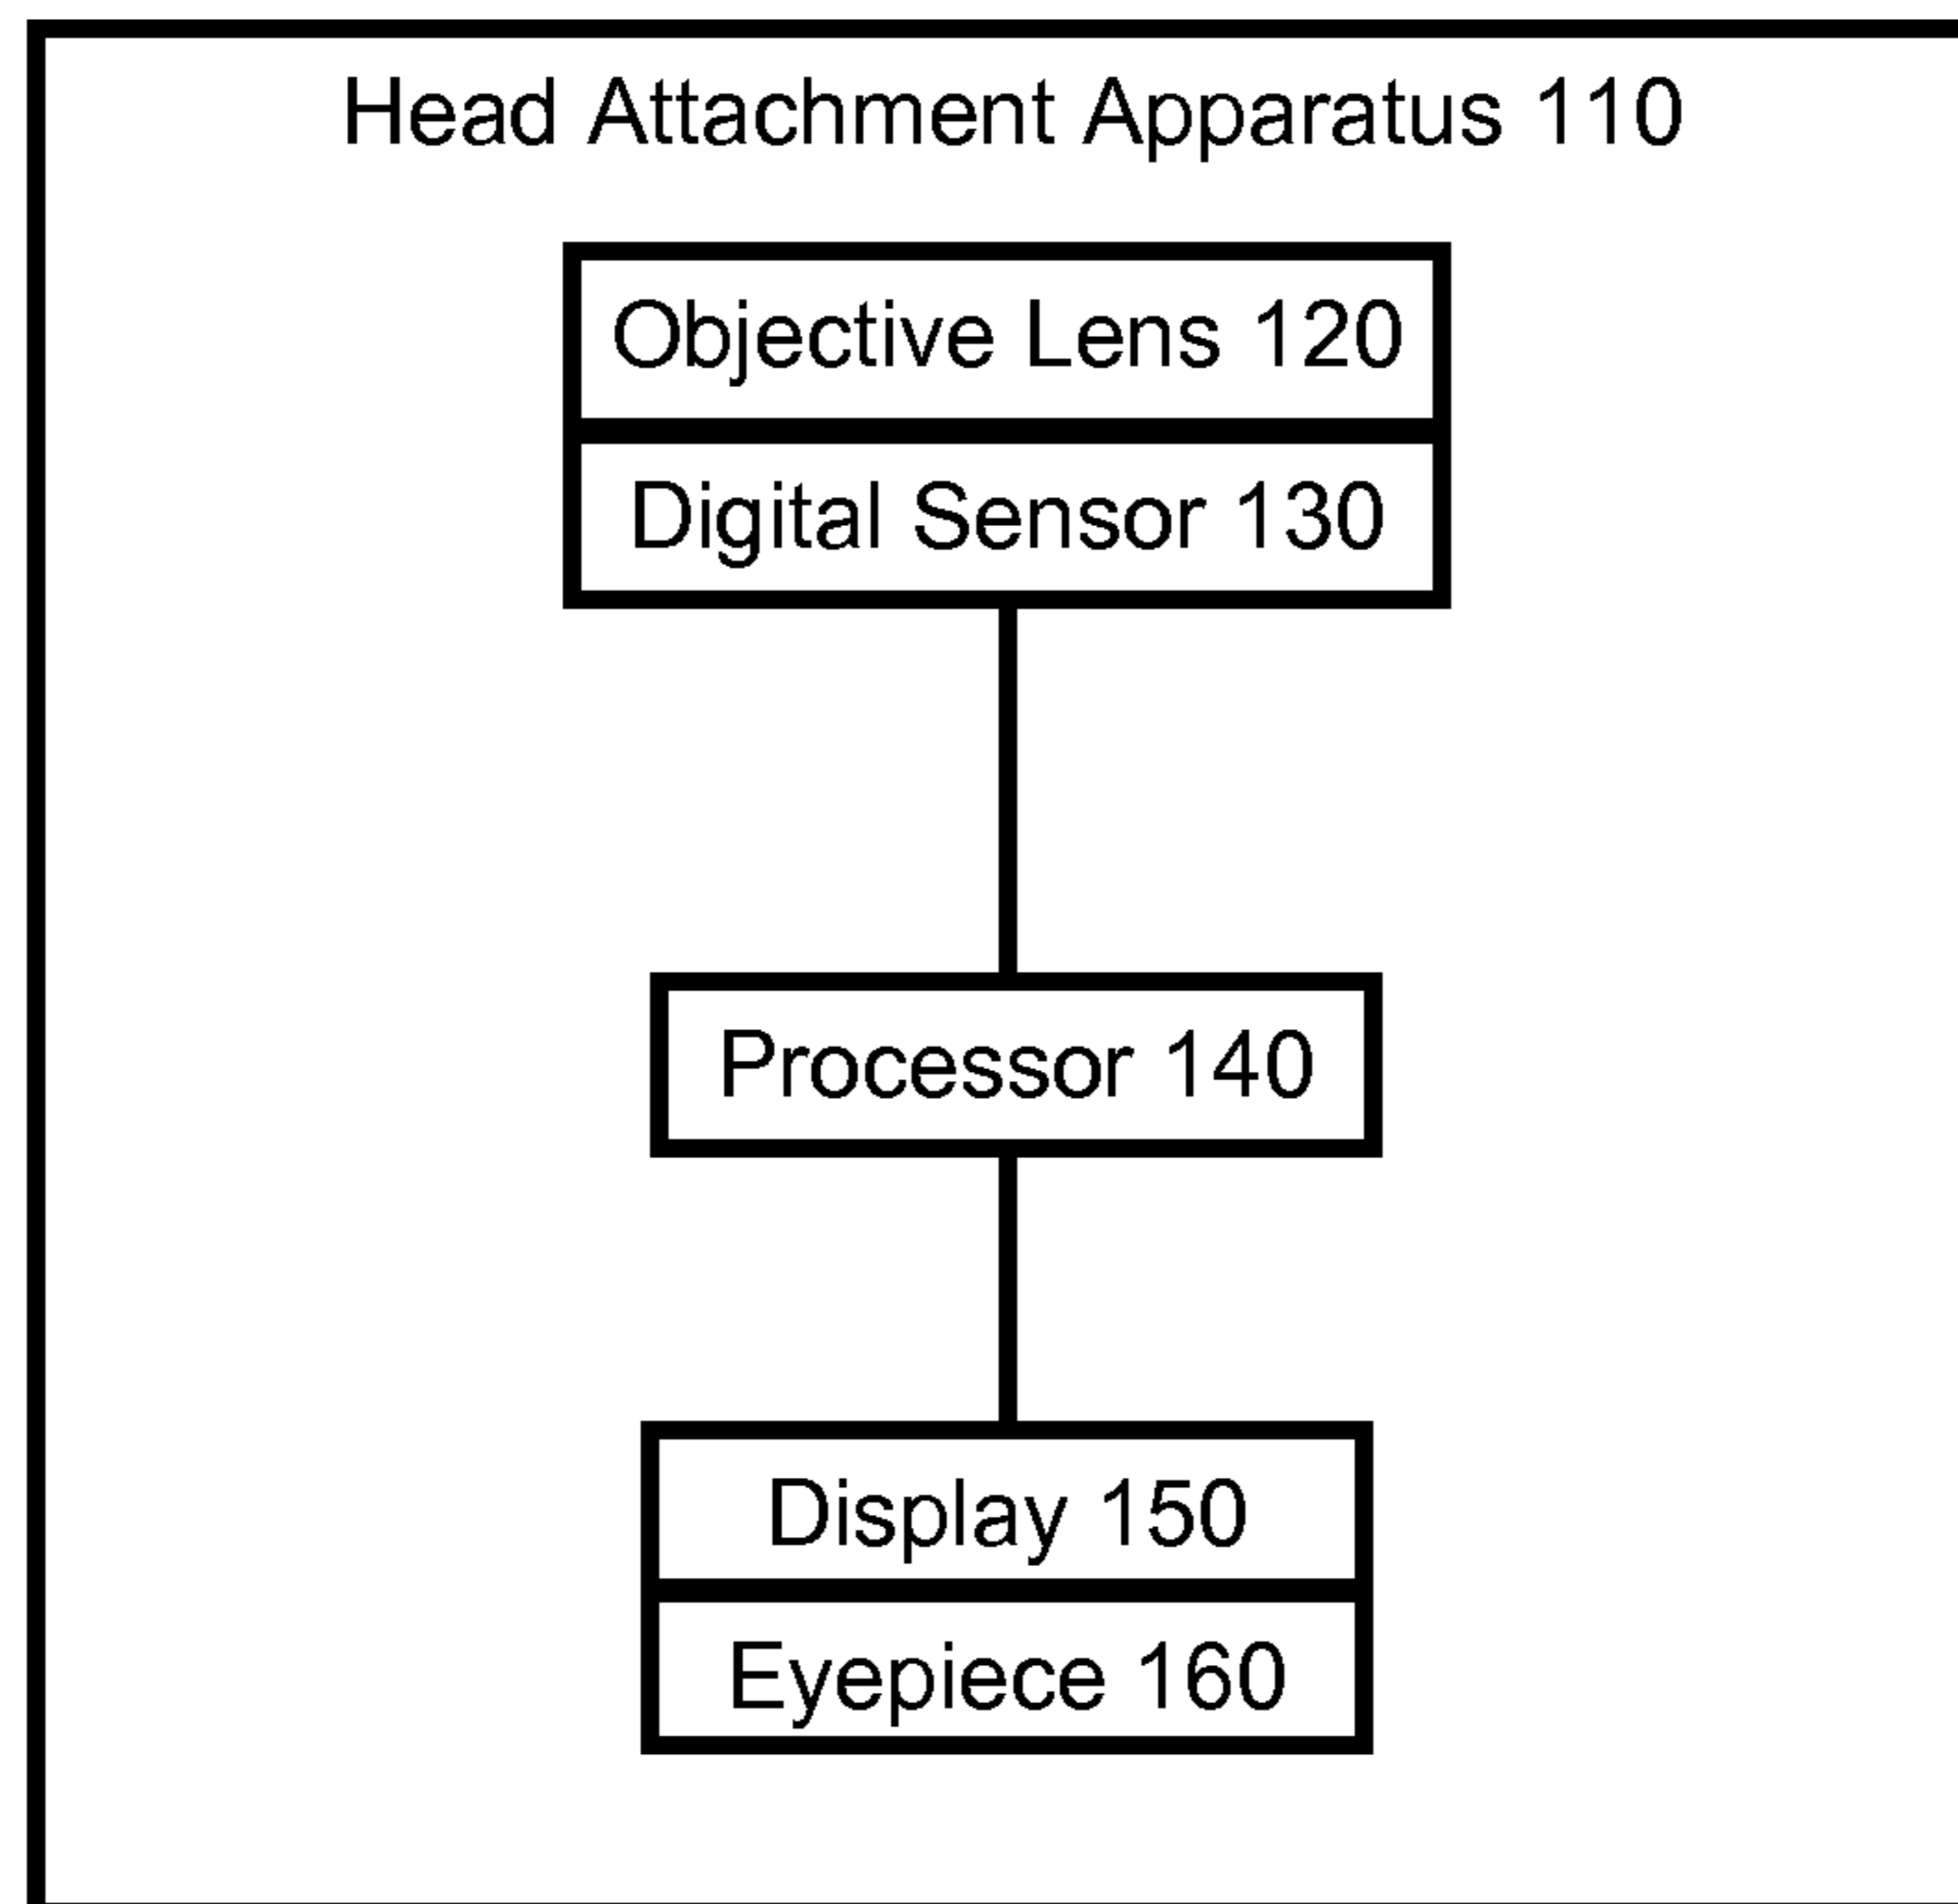 Head Attachment Apparatus 110
Objective Lens 120
Digital Sensor 130
Processor 140
Display 150
Eyepiece 160